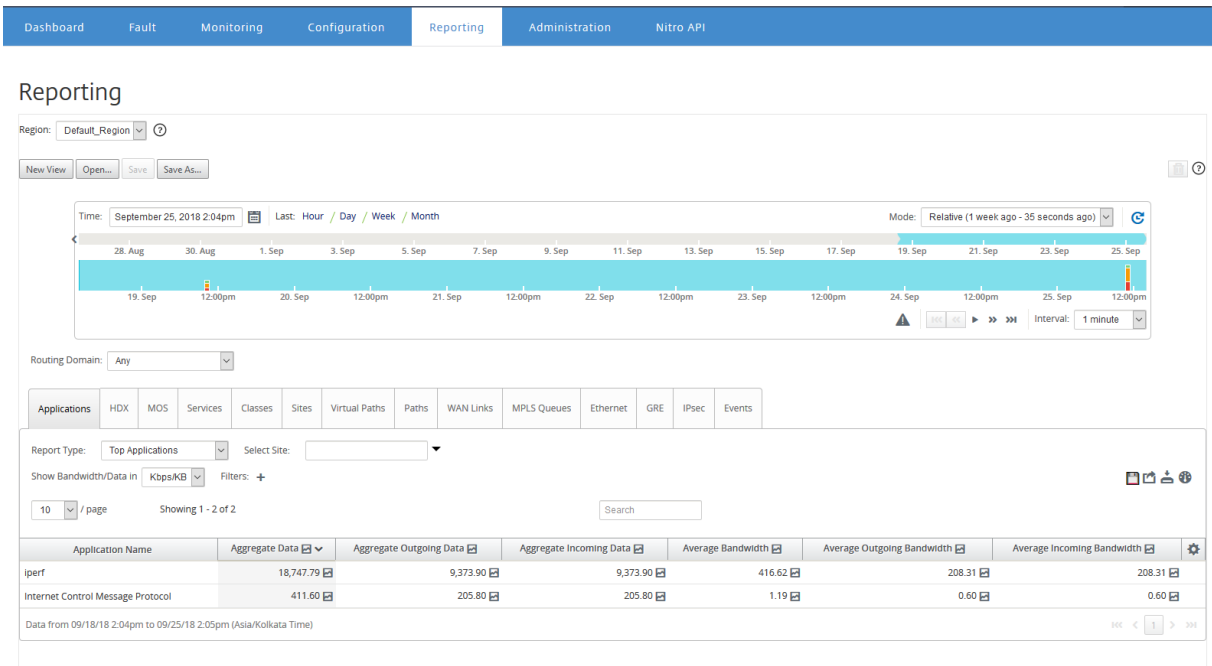 Dashboard Fault Monitoring Configuration Reporting Administration Nitro API
Reporting
Region: Default_Region ?
New View Open... Save Save As... ?
Time: September 25, 2018 2:04pm Last: Hour / Day / Week / Month Mode: Relative (1 week ago - 35 seconds ago)
28. Aug 30. Aug 1. Sep 3. Sep 5. Sep 7. Sep 9. Sep 11. Sep 13. Sep 15. Sep 17. Sep 19. Sep 21. Sep 23. Sep 25. Sep
19. Sep 12:00pm 20. Sep 12:00pm 21. Sep 12:00pm 22. Sep 12:00pm 23. Sep 12:00pm 24. Sep 12:00pm 25. Sep 12:00pm
Interval: 1 minute
Routing Domain: Any
Applications HDX MOS Services Classes Sites Virtual Paths Paths WAN Links MPLS Queues Ethernet GRE IPsec Events
Report Type: Top Applications Select Site:
Show Bandwidth/Data in Kbps/KB Filters: +
10 / page Showing 1 - 2 of 2 Search
Application Name Aggregate Data Aggregate Outgoing Data Aggregate Incoming Data Average Bandwidth Average Outgoing Bandwidth Average Incoming Bandwidth
iperf 18,747.79 9,373.90 9,373.90 416.62 208.31 208.31
Internet Control Message Protocol 411.60 205.80 205.80 1.19 0.60 0.60
Data from 09/18/18 2:04pm to 09/25/18 2:05pm (Asia/Kolkata Time) 1